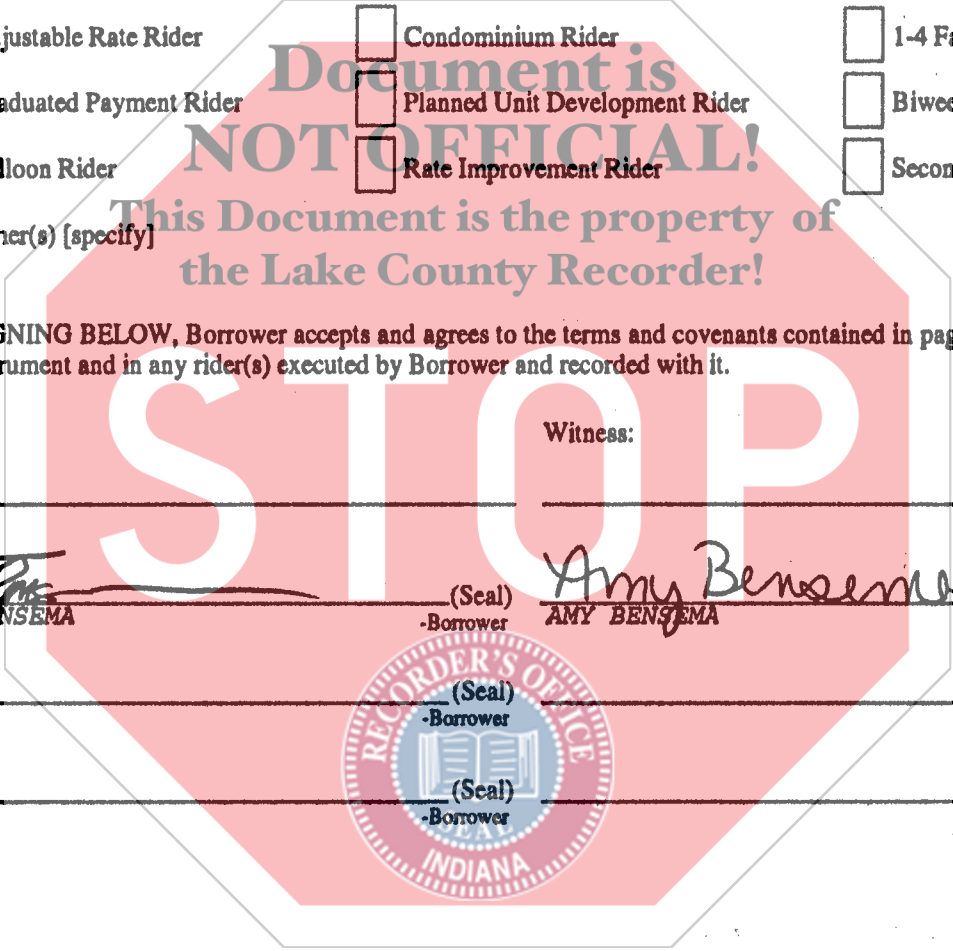 justable Rate Rider Condominium Rider 1-4 Fa
Document is
aduated Payment Rider Planned Unit Development Rider Biwee
NOT OFFICIAL!
lloon Rider Rate Improvement Rider Secon
This Document is the property of
her(s) [specify]
the Lake County Recorder!
GNING BELOW, Borrower accepts and agrees to the terms and covenants contained in pag
rument and in any rider(s) executed by Borrower and recorded with it.
STOP
Witness:
Amy Bensema
(Seal)
NSEMA -Borrower AMY BENSEMA
RECORDER'S OFFICE
(Seal)
-Borrower
(Seal)
-Borrower
SEAL
INDIANA